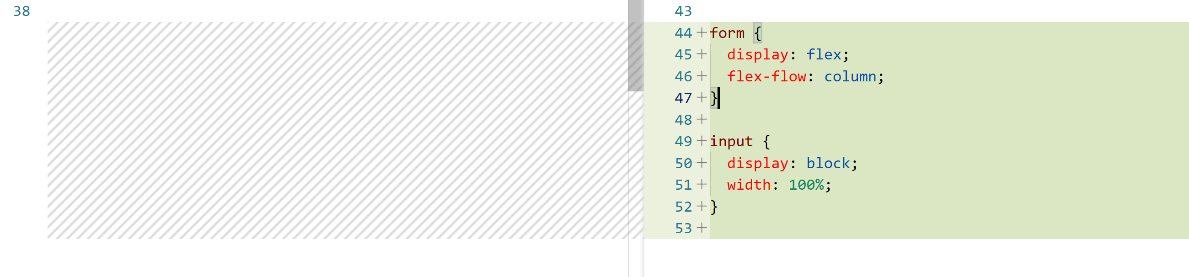 38
43
44 + form {
45 + display: flex;
46 + flex-flow: column;
47 + }
48 +
49 + input {
50 + display: block;
51 + width: 100%;
52 + }
53 +